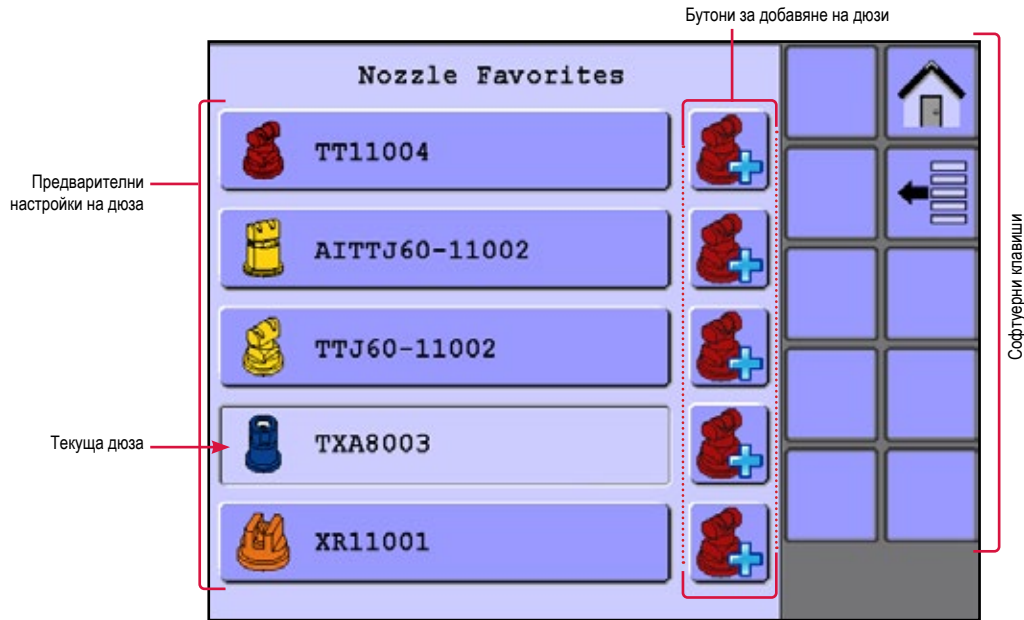 Бутони за добавяне на дюзи
Nozzle Favorites
TT11004
Предварителни
настройки на дюза
AITTJ60-11002
TTJ60-11002
Текуща дюза
TXA8003
XR11001
Софтуерни клавиши